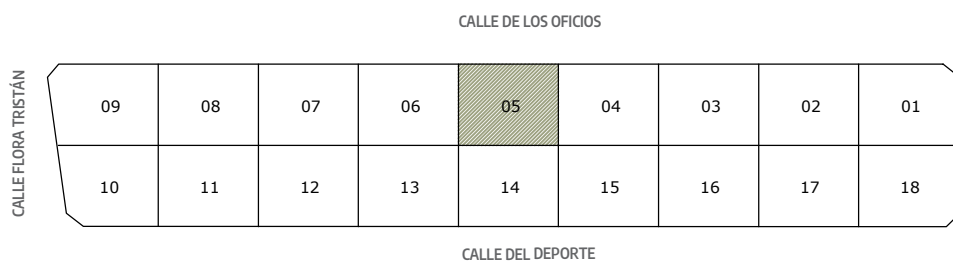 CALLE DE LOS OFICIOS
CALLE FLORA TRISTÁN
09 08 07 06 05 04 03 02 01
10 11 12 13 14 15 16 17 18
CALLE DEL DEPORTE